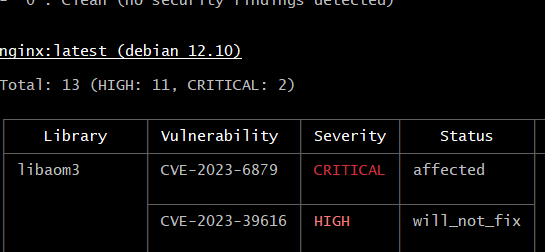 - '0': Clean (no security findings detected)
nginx:latest (debian 12.10)
Total: 13 (HIGH: 11, CRITICAL: 2)
Library Vulnerability Severity Status
libaom3 CVE-2023-6879 CRITICAL affected
CVE-2023-39616 HIGH will_not_fix